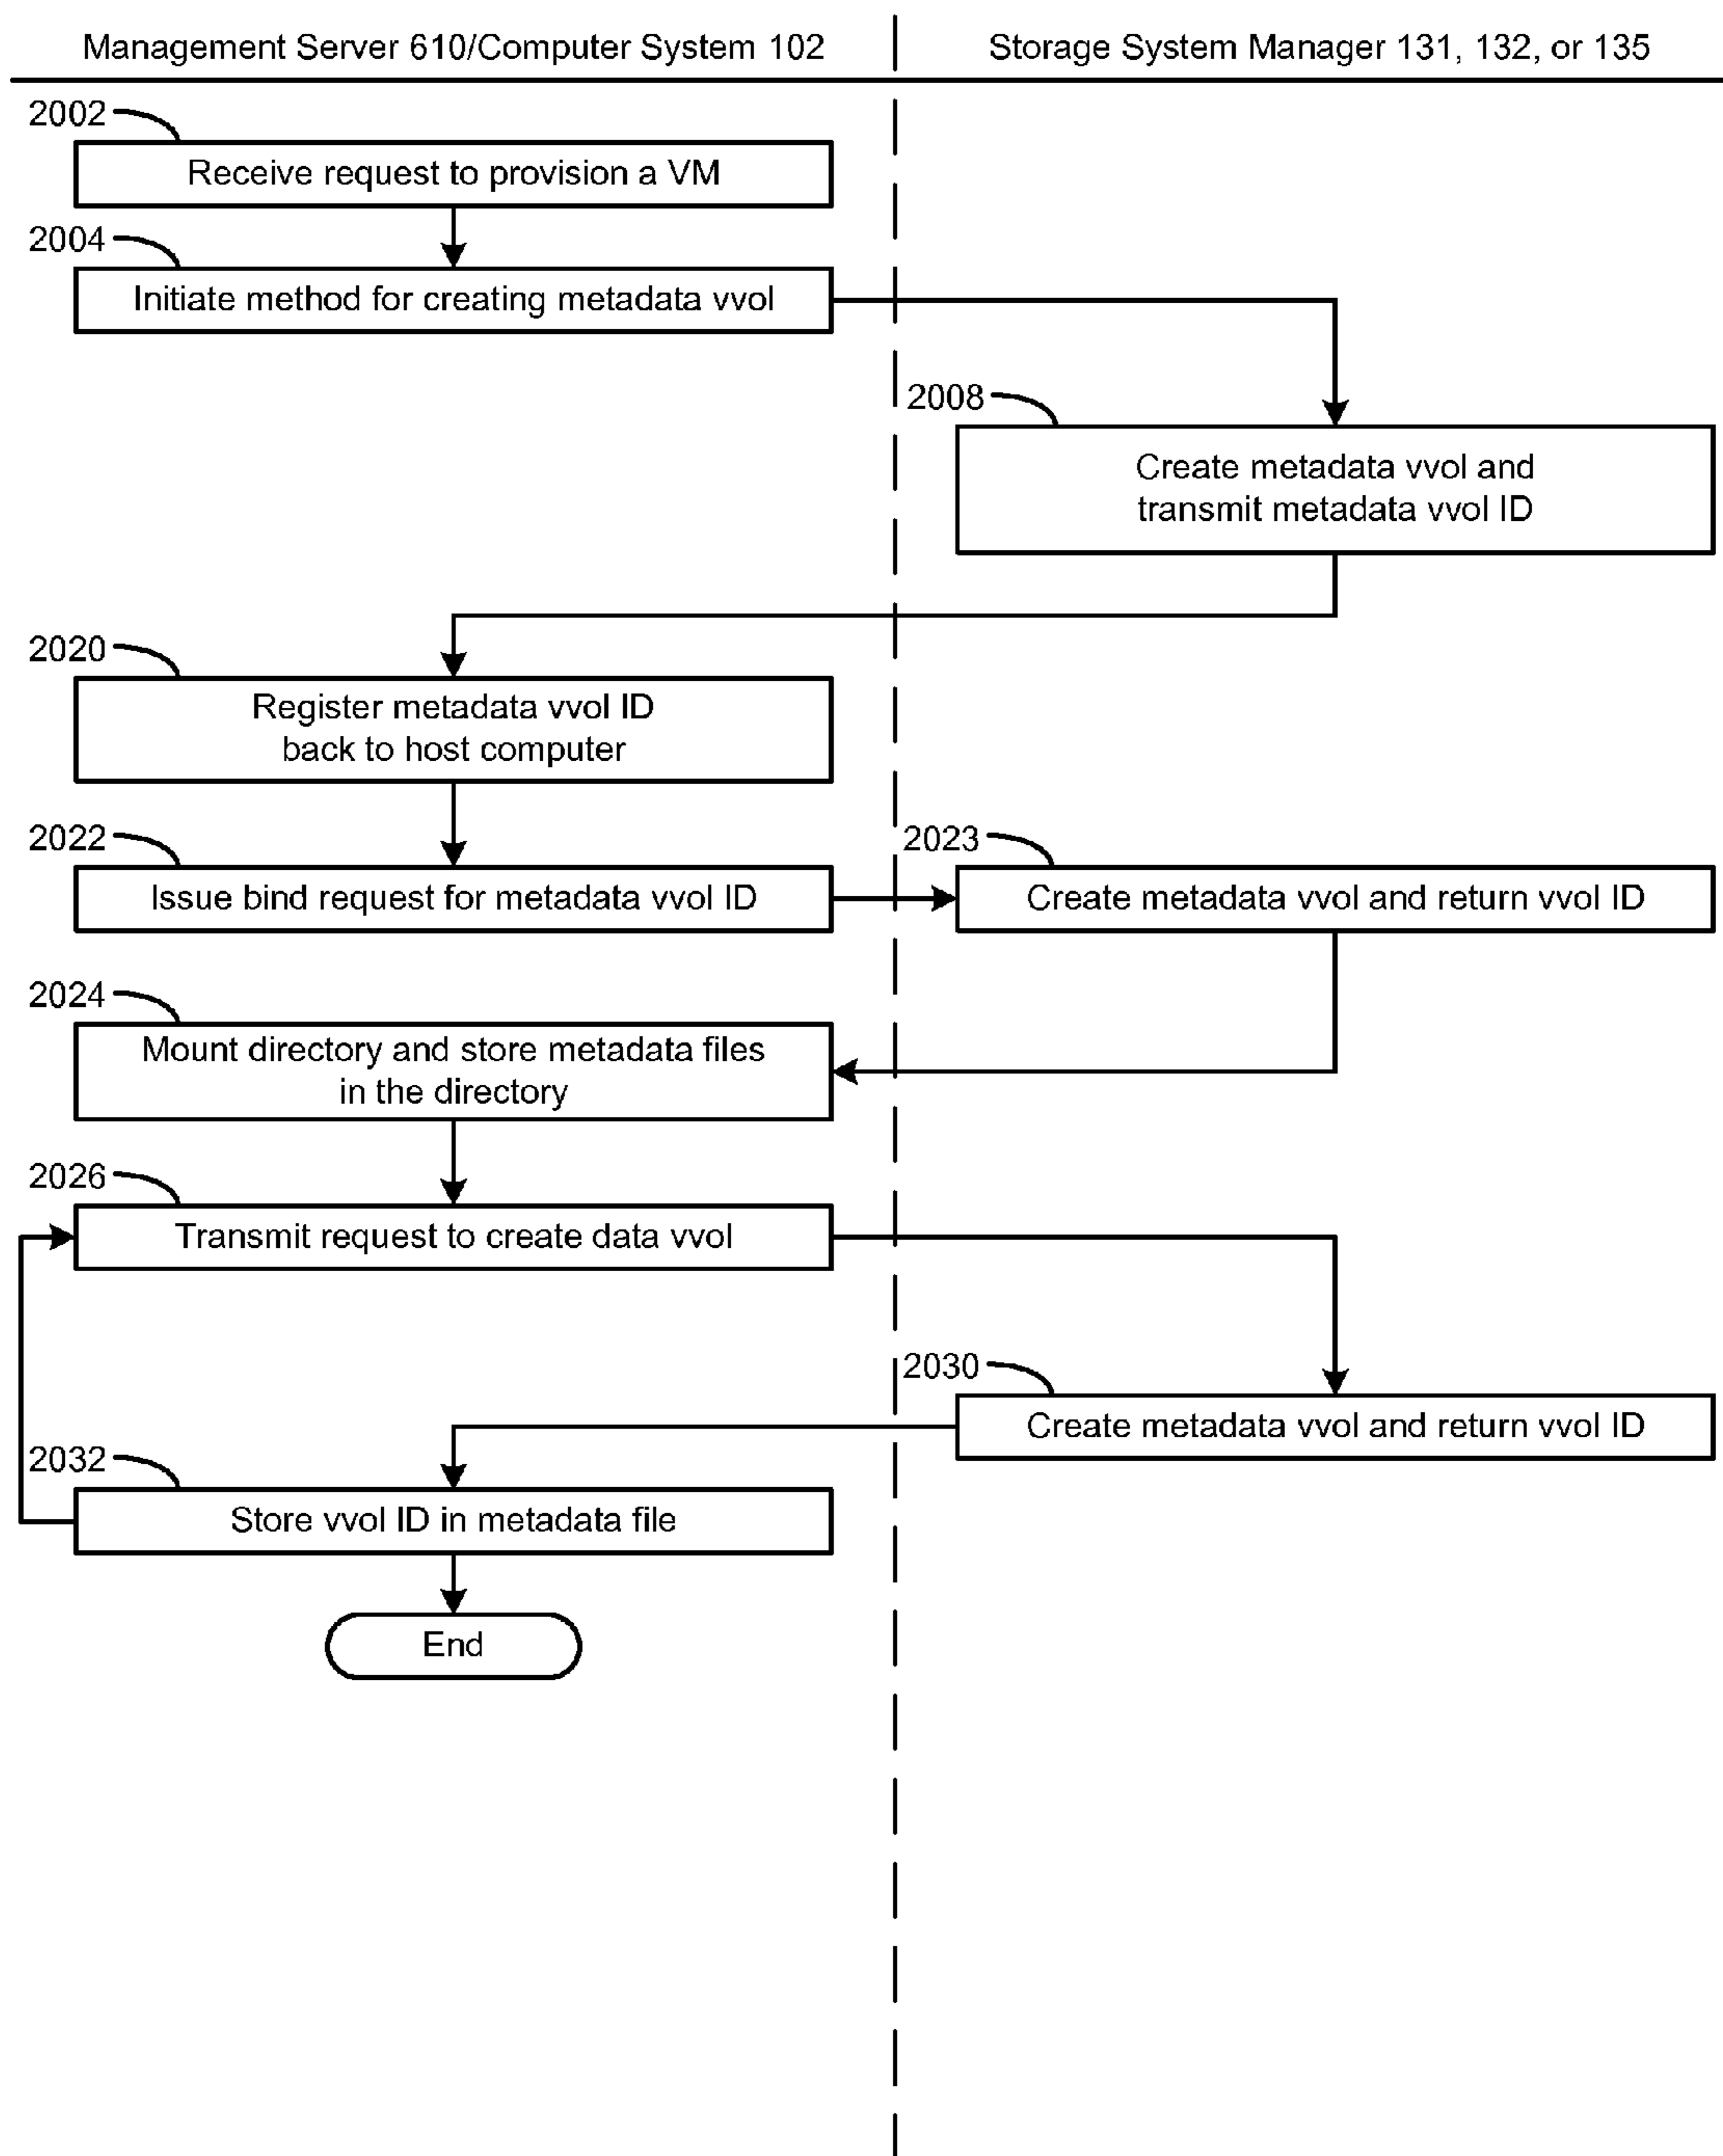 Management Server 610/Computer System 102
Storage System Manager 131, 132, or 135
2002
Receive request to provision a VM
2004
Initiate method for creating metadata vvol
2008
Create metadata vvol and
transmit metadata vvol ID
2020
Register metadata vvol ID
back to host computer
2022
Issue bind request for metadata vvol ID
2023
Create metadata vvol and return vvol ID
2024
Mount directory and store metadata files
in the directory
2026
Transmit request to create data vvol
2030
Create metadata vvol and return vvol ID
2032
Store vvol ID in metadata file
End